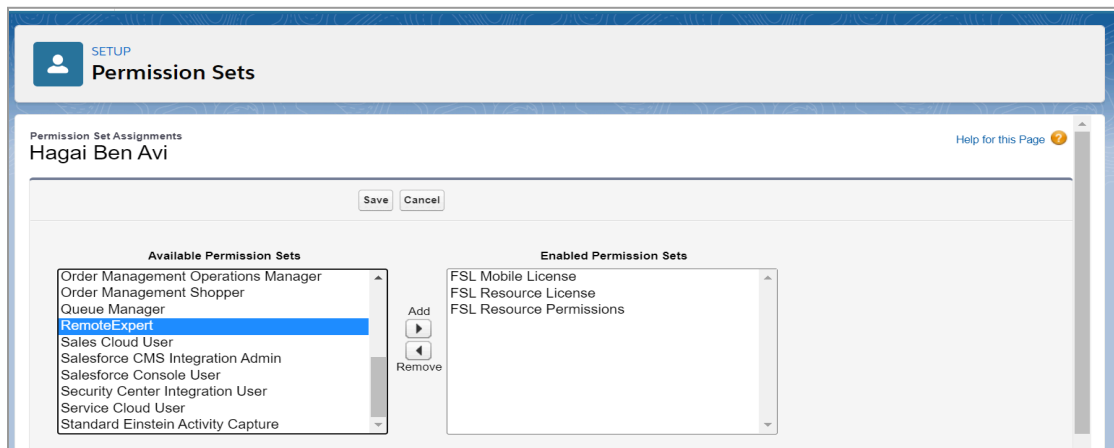 SETUP
Permission Sets
Permission Set Assignments
Hagai Ben Avi
Help for this Page ?
Save Cancel
Available Permission Sets
Order Management Operations Manager
Order Management Shopper
Queue Manager
RemoteExpert
Sales Cloud User
Salesforce CMS Integration Admin
Salesforce Console User
Security Center Integration User
Service Cloud User
Standard Einstein Activity Capture
Add
Remove
Enabled Permission Sets
FSL Mobile License
FSL Resource License
FSL Resource Permissions